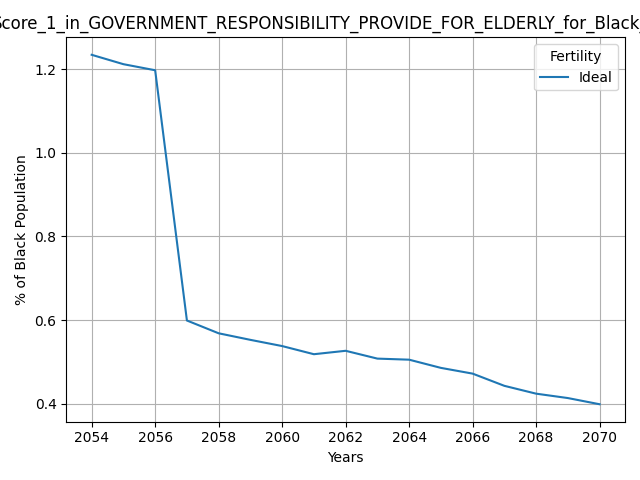 Score_1_in_GOVERNMENT_RESPONSIBILITY_PROVIDE_FOR_ELDERLY_for_Black_
Fertility
Ideal
1.2
1.0
0.8
0.6
0.4
% of Black Population
2054 2056 2058 2060 2062 2064 2066 2068 2070
Years